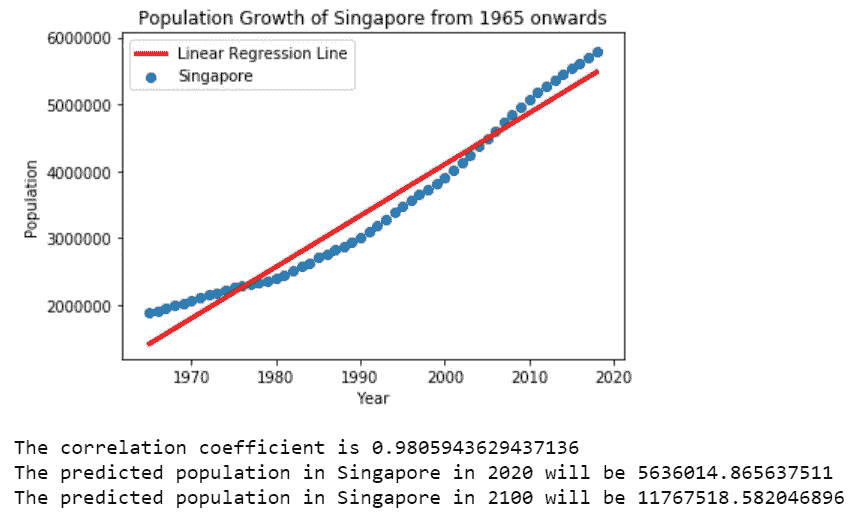 Population Growth of Singapore from 1965 onwards
6000000
Linear Regression Line
Singapore
5000000
4000000
Population
3000000
2000000
1970 1980 1990 2000 2010 2020
Year
The correlation coefficient is 0.9805943629437136
The predicted population in Singapore in 2020 will be 5636014.865637511
The predicted population in Singapore in 2100 will be 11767518.582046896